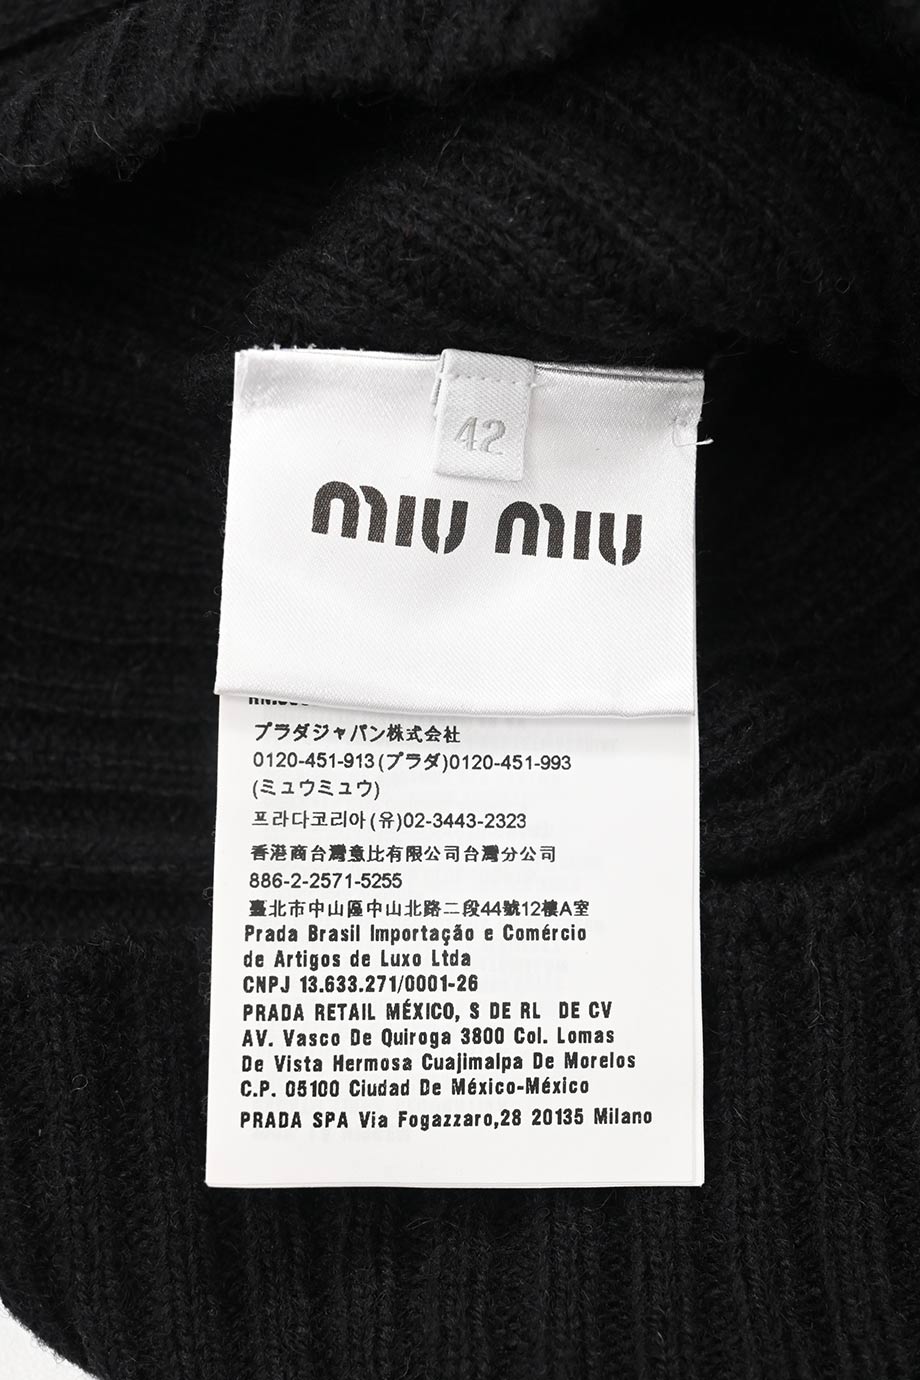 42
miu miu
プラダジャパン株式会社
0120-451-913(プラダ)0120-451-993
(ミュウミュウ)
프라다코리아(유)02-3443-2323
香港商台灣意比有限公司台灣分公司
886-2-2571-5255
臺北市中山區中山北路二段44號12樓A室
Prada Brasil Importação e Comércio
de Artigos de Luxo Ltda
CNPJ 13.633.271/0001-26
PRADA RETAIL MÉXICO, S DE RL DE CV
AV. Vasco De Quiroga 3800 Col. Lomas
De Vista Hermosa Cuajimalpa De Morelos
C.P. 05100 Ciudad De México-México
PRADA SPA Via Fogazzaro,28 20135 Milano